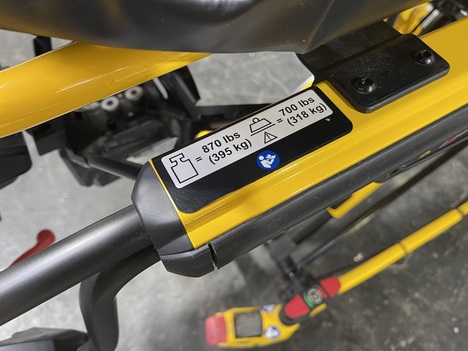 = 870 lbs
(395 kg)
= 700 lbs
(318 kg)